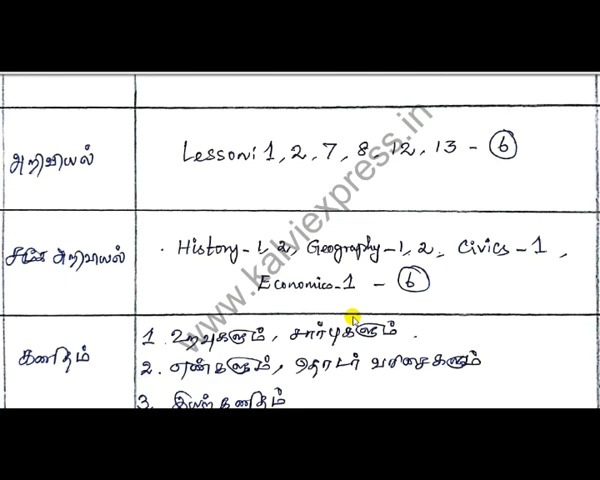 அறிவியல்
Lesson: 1, 2, 7, 8, 12, 13 - 6
சமூக அறிவியல்
History - 1, 2, Geography - 1, 2, Civics - 1,
Economics - 1 - 6
கணிதம்
1. உறவுகளும், சார்புகளும்.
2. எண்களும், தொடர் வரிசைகளும்
3. இயற்கணிதம்
www.kalviexpress.in